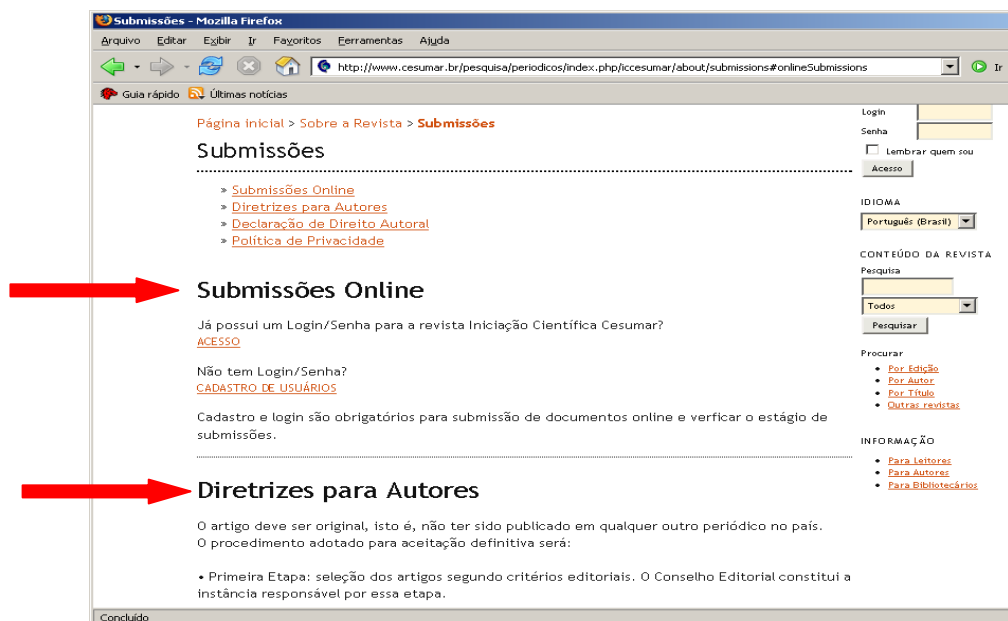 Submissões - Mozilla Firefox
Arquivo Editar Exibir Ir Favoritos Ferramentas Ajuda
http://www.cesumar.br/pesquisa/periodicos/index.php/iccesumar/about/submissions#onlineSubmissions
Ir
Guia rápido Últimas notícias
Página inicial > Sobre a Revista > Submissões
Submissões
» Submissões Online
» Diretrizes para Autores
» Declaração de Direito Autoral
» Política de Privacidade
Submissões Online
Já possui um Login/Senha para a revista Iniciação Científica Cesumar?
ACESSO
Não tem Login/Senha?
CADASTRO DE USUÁRIOS
Cadastro e login são obrigatórios para submissão de documentos online e verficar o estágio de
submissões.
Diretrizes para Autores
O artigo deve ser original, isto é, não ter sido publicado em qualquer outro periódico no país.
O procedimento adotado para aceitação definitiva será:
• Primeira Etapa: seleção dos artigos segundo critérios editoriais. O Conselho Editorial constitui a
instância responsável por essa etapa.
Login
Senha
Lembrar quem sou
Acesso
IDIOMA
Português (Brasil)
CONTEÚDO DA REVISTA
Pesquisa
Todos
Pesquisar
Procurar
• Por Edição
• Por Autor
• Por Título
• Outras revistas
INFORMAÇÃO
• Para Leitores
• Para Autores
• Para Bibliotecários
Concluído